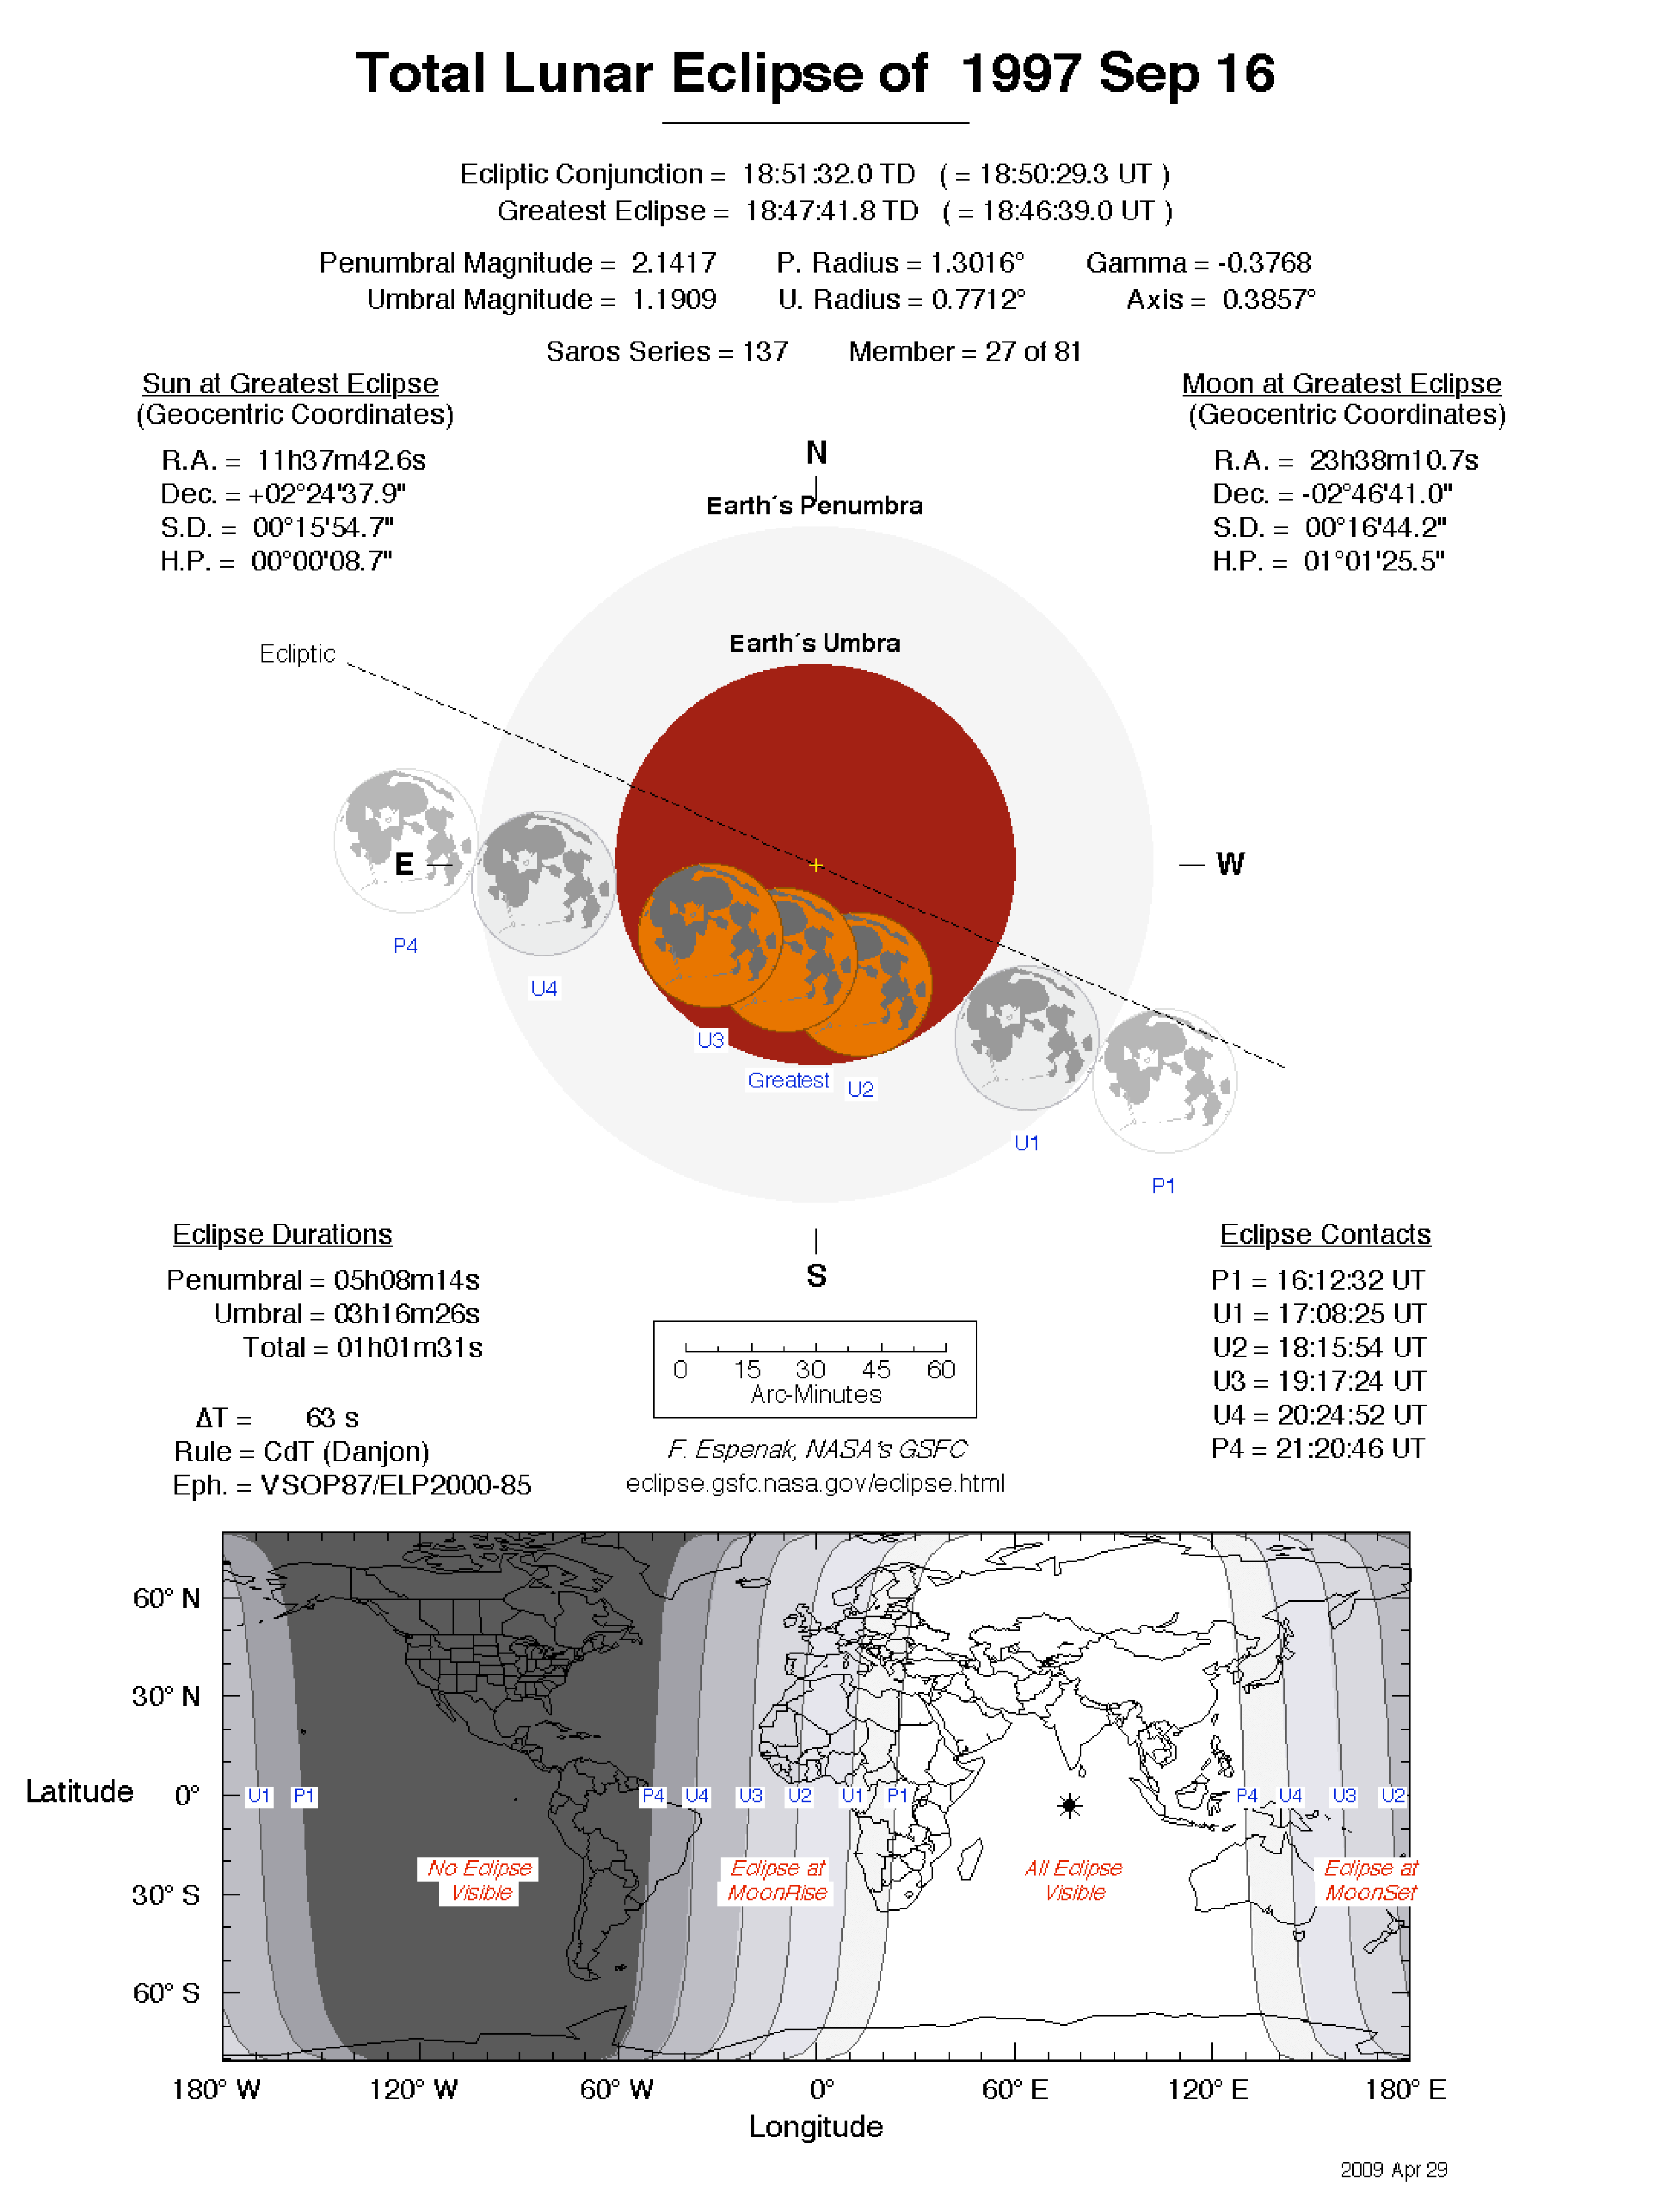 Total Lunar Eclipse of 1997 Sep 16
Ecliptic Conjunction = 18:51:32.0 TD ( = 18:50:29.3 UT )
Greatest Eclipse = 18:47:41.8 TD ( = 18:46:39.0 UT )
Penumbral Magnitude = 2.1417 P. Radius = 1.3016° Gamma = -0.3768
Umbral Magnitude = 1.1909 U. Radius = 0.7712° Axis = 0.3857°
Saros Series = 137 Member = 27 of 81
Sun at Greatest Eclipse
(Geocentric Coordinates)
R.A. = 11h37m42.6s
Dec. = +02°24'37.9"
S.D. = 00°15'54.7"
H.P. = 00°00'08.7"
Moon at Greatest Eclipse
(Geocentric Coordinates)
R.A. = 23h38m10.7s
Dec. = -02°46'41.0"
S.D. = 00°16'44.2"
H.P. = 01°01'25.5"
N
Earth´s Penumbra
Earth´s Umbra
Ecliptic
E
W
P4
U4
U3
Greatest
U2
U1
P1
S
Eclipse Durations
Penumbral = 05h08m14s
Umbral = 03h16m26s
Total = 01h01m31s
ΔT = 63 s
Rule = CdT (Danjon)
Eph. = VSOP87/ELP2000-85
0 15 30 45 60
Arc-Minutes
F. Espenak, NASA's GSFC
eclipse.gsfc.nasa.gov/eclipse.html
Eclipse Contacts
P1 = 16:12:32 UT
U1 = 17:08:25 UT
U2 = 18:15:54 UT
U3 = 19:17:24 UT
U4 = 20:24:52 UT
P4 = 21:20:46 UT
60° N
30° N
Latitude 0°
30° S
60° S
U1 P1 P4 U4 U3 U2 U1 P1 P4 U4 U3 U2
No Eclipse
Visible
Eclipse at
MoonRise
All Eclipse
Visible
Eclipse at
MoonSet
180° W 120° W 60° W 0° 60° E 120° E 180° E
Longitude
2009 Apr 29